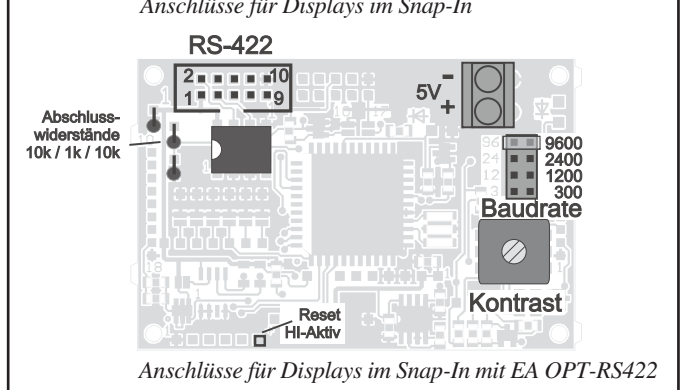 Anschlüsse für Displays im Snap-In
RS-422
2 10
1 9
5V - +
Abschluss-
widerstände
10k / 1k / 10k
96 9600
24 2400
12 1200
3 300
Baudrate
Kontrast
18
1
Reset
HI-Aktiv
Anschlüsse für Displays im Snap-In mit EA OPT-RS422